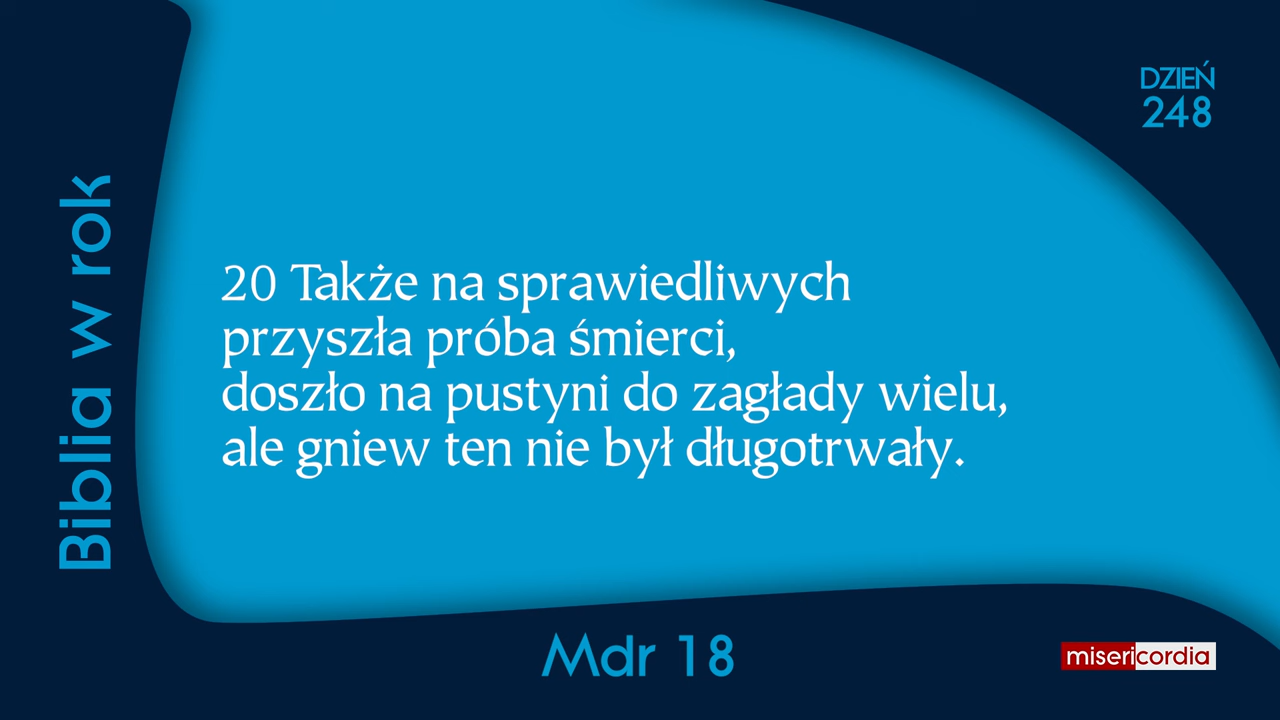 DZIEŃ
248
Biblia w rok
20 Także na sprawiedliwych
przyszła próba śmierci,
doszło na pustyni do zagłady wielu,
ale gniew ten nie był długotrwały.
Mdr 18
misericordia